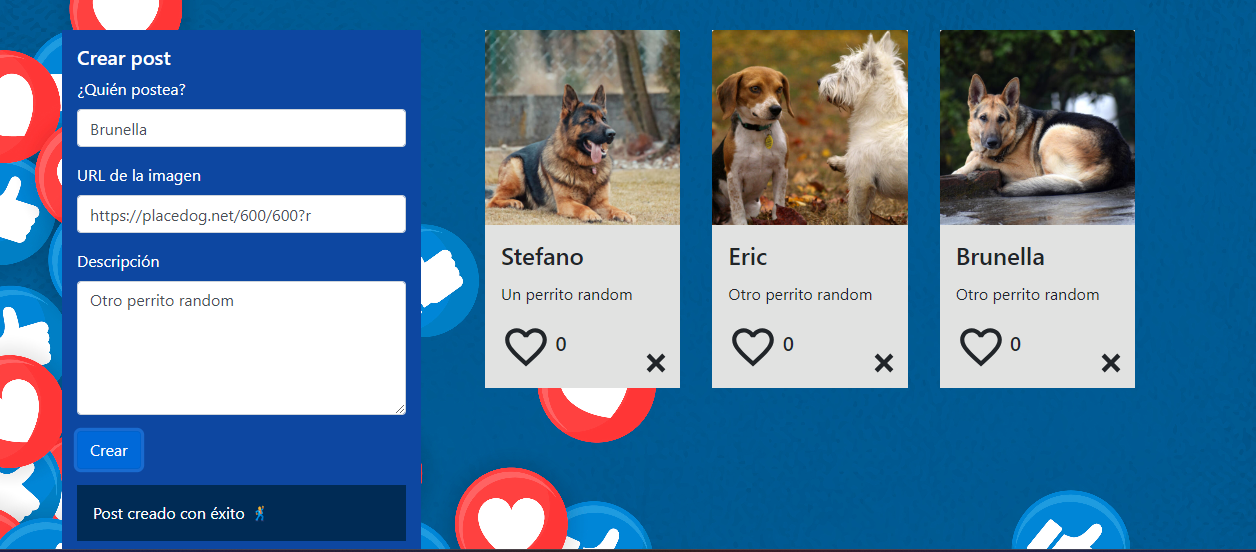 Crear post
¿Quién postea?
Brunella
URL de la imagen
https://placedog.net/600/600?r
Descripción
Otro perrito random
Crear
Post creado con éxito 🕺
Stefano
Un perrito random
0
Eric
Otro perrito random
0
Brunella
Otro perrito random
0